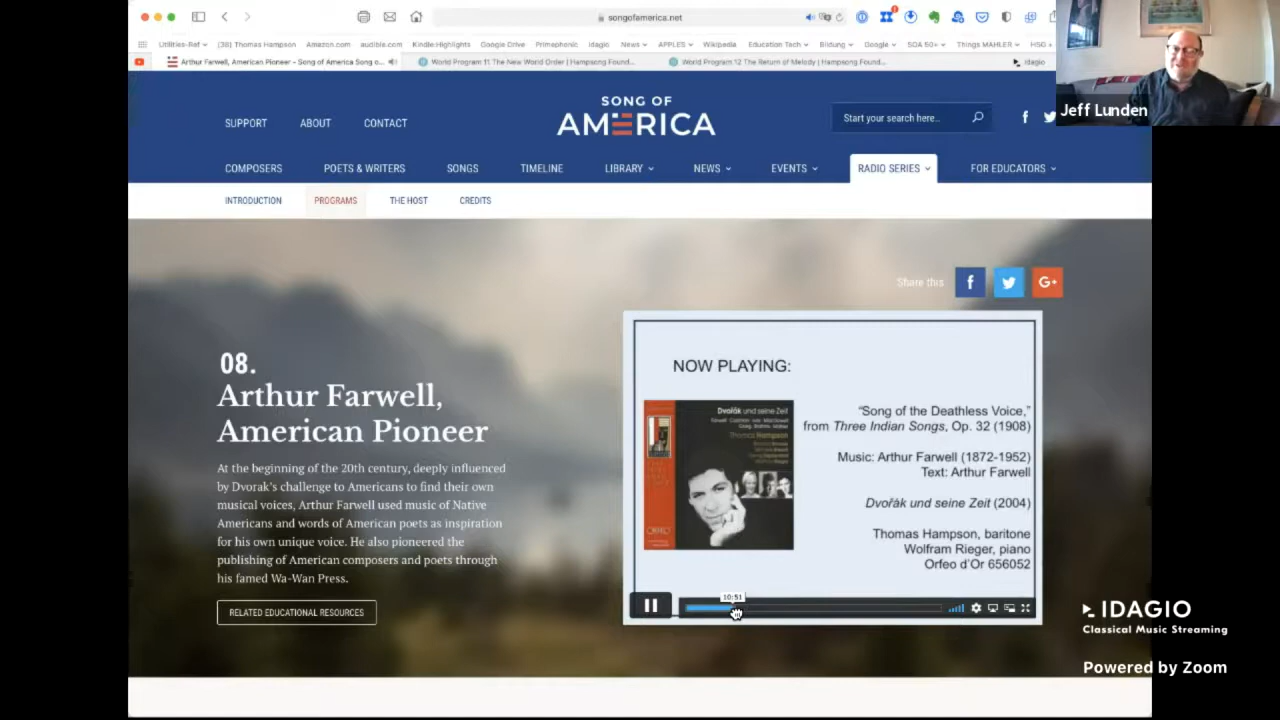 songofamerica.net
Utilities-Ref
(38) Thomas Hampson
Amazon.com
audible.com
Kindle Highlights
Google Drive
Primephonic
Idagio
News
APPLES
Wikipedia
Education Tech
Bildung
Google
SOA 50+
Things MAHLER
HSG +
Arthur Farwell, American Pioneer - Song of America Song o...
World Program 11 The New World Order | Hampsong Found...
World Program 12 The Return of Melody | Hampsong Found...
Idagio
Jeff Lunden
SUPPORT
ABOUT
CONTACT
SONG OF
AMERICA
Start your search here..
COMPOSERS
POETS & WRITERS
SONGS
TIMELINE
LIBRARY
NEWS
EVENTS
RADIO SERIES
FOR EDUCATORS
INTRODUCTION
PROGRAMS
THE HOST
CREDITS
Share this
f
G+
08.
Arthur Farwell,
American Pioneer
At the beginning of the 20th century, deeply influenced
by Dvorak's challenge to Americans to find their own
musical voices, Arthur Farwell used music of Native
Americans and words of American poets as inspiration
for his own unique voice. He also pioneered the
publishing of American composers and poets through
his famed Wa-Wan Press.
RELATED EDUCATIONAL RESOURCES
NOW PLAYING:
Dvořák und seine Zeit
Thomas Hampson
ORFEO
"Song of the Deathless Voice,"
from Three Indian Songs, Op. 32 (1908)
Music: Arthur Farwell (1872-1952)
Text: Arthur Farwell
Dvořák und seine Zeit (2004)
Thomas Hampson, baritone
Wolfram Rieger, piano
Orfeo d'Or 656052
10:51
IDAGIO
Classical Music Streaming
Powered by Zoom